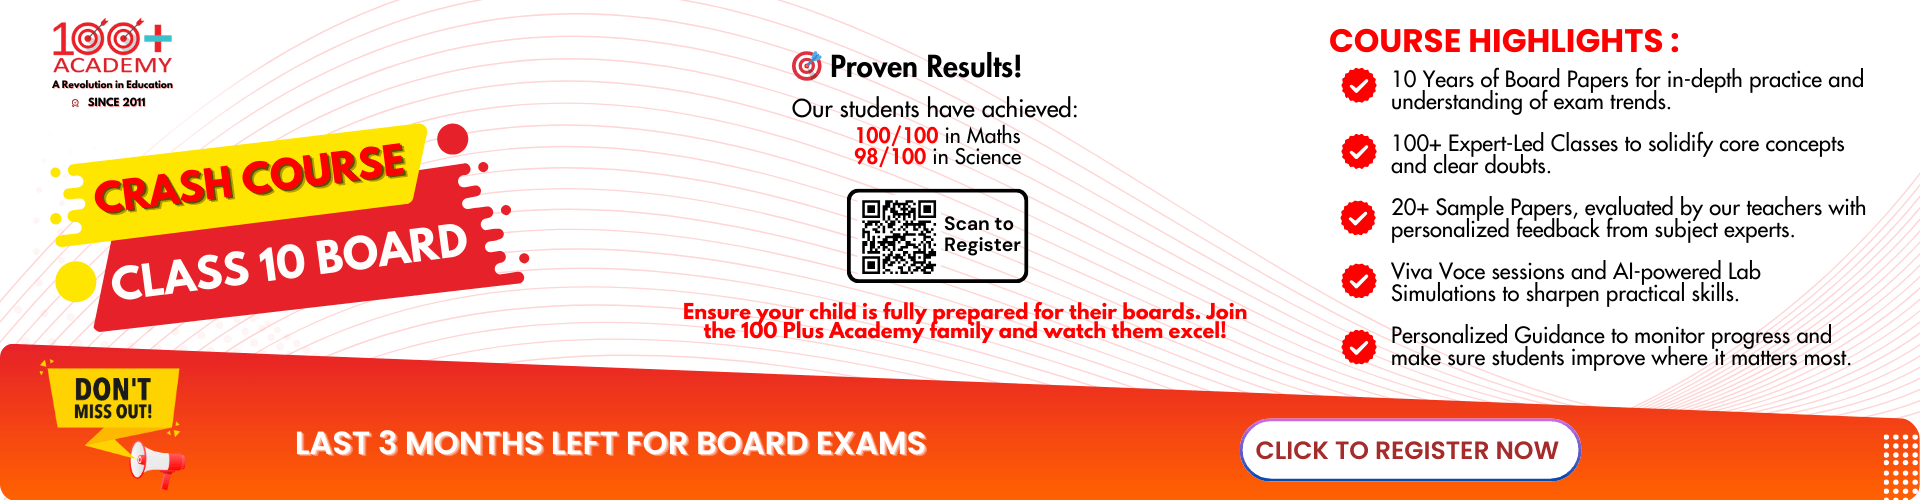 100+
ACADEMY
A Revolution in Education
SINCE 2011
CRASH COURSE
CLASS 10 BOARD
Proven Results!
Our students have achieved:
100/100 in Maths
98/100 in Science
Scan to
Register
Ensure your child is fully prepared for their boards. Join
the 100 Plus Academy family and watch them excel!
COURSE HIGHLIGHTS :
10 Years of Board Papers for in-depth practice and
understanding of exam trends.
100+ Expert-Led Classes to solidify core concepts
and clear doubts.
20+ Sample Papers, evaluated by our teachers with
personalized feedback from subject experts.
Viva Voce sessions and AI-powered Lab
Simulations to sharpen practical skills.
Personalized Guidance to monitor progress and
make sure students improve where it matters most.
DON'T
MISS OUT!
LAST 3 MONTHS LEFT FOR BOARD EXAMS
CLICK TO REGISTER NOW